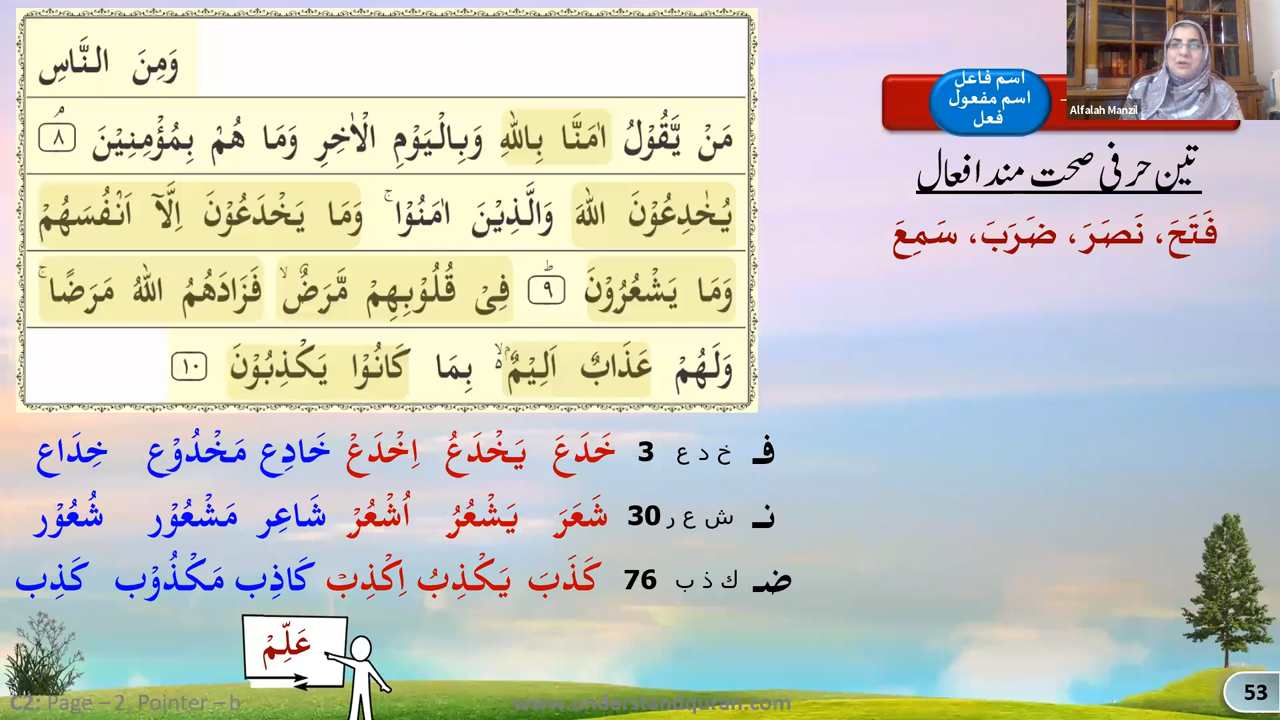 وَمِنَ النَّاسِ
مَنْ يَّقُوْلُ اٰمَنَّا بِاللّٰهِ وَبِالْيَوْمِ الْاٰخِرِ وَمَا هُمْ بِمُؤْمِنِيْنَ ۘ ٨
يُخٰدِعُوْنَ اللّٰهَ وَالَّذِيْنَ اٰمَنُوْا ۚ وَمَا يَخْدَعُوْنَ اِلَّآ اَنْفُسَهُمْ
وَمَا يَشْعُرُوْنَ ؕ ٩ فِيْ قُلُوْبِهِمْ مَّرَضٌ ۙ فَزَادَهُمُ اللّٰهُ مَرَضًا ۚ
وَلَهُمْ عَذَابٌ اَلِيْمٌ ۢ ۙ بِمَا كَانُوْا يَكْذِبُوْنَ ١٠
اسم فاعل
اسم مفعول
فعل
Alfalah Manzil
تین حرفی صحت مند افعال
فَتَحَ، نَصَرَ، ضَرَبَ، سَمِعَ
فـ خ د ع 3 خَدَعَ يَخْدَعُ اِخْدَعْ خَادِع مَخْدُوْع خِدَاع
نـ ش ع ر 30 شَعَرَ يَشْعُرُ اُشْعُرْ شَاعِر مَشْعُوْر شُعُوْر
ضـ ك ذ ب 76 كَذَبَ يَكْذِبُ اِكْذِبْ كَاذِب مَكْذُوْب كَذِب
عَلِّمْ
C2: Page – 2, Pointer – b
www.understandquran.com
53